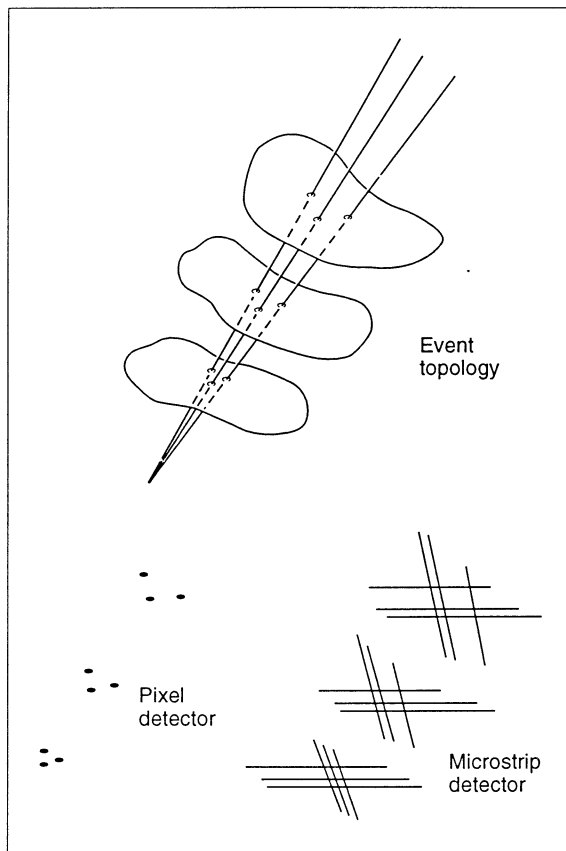 Event
topology
Pixel
detector
Microstrip
detector